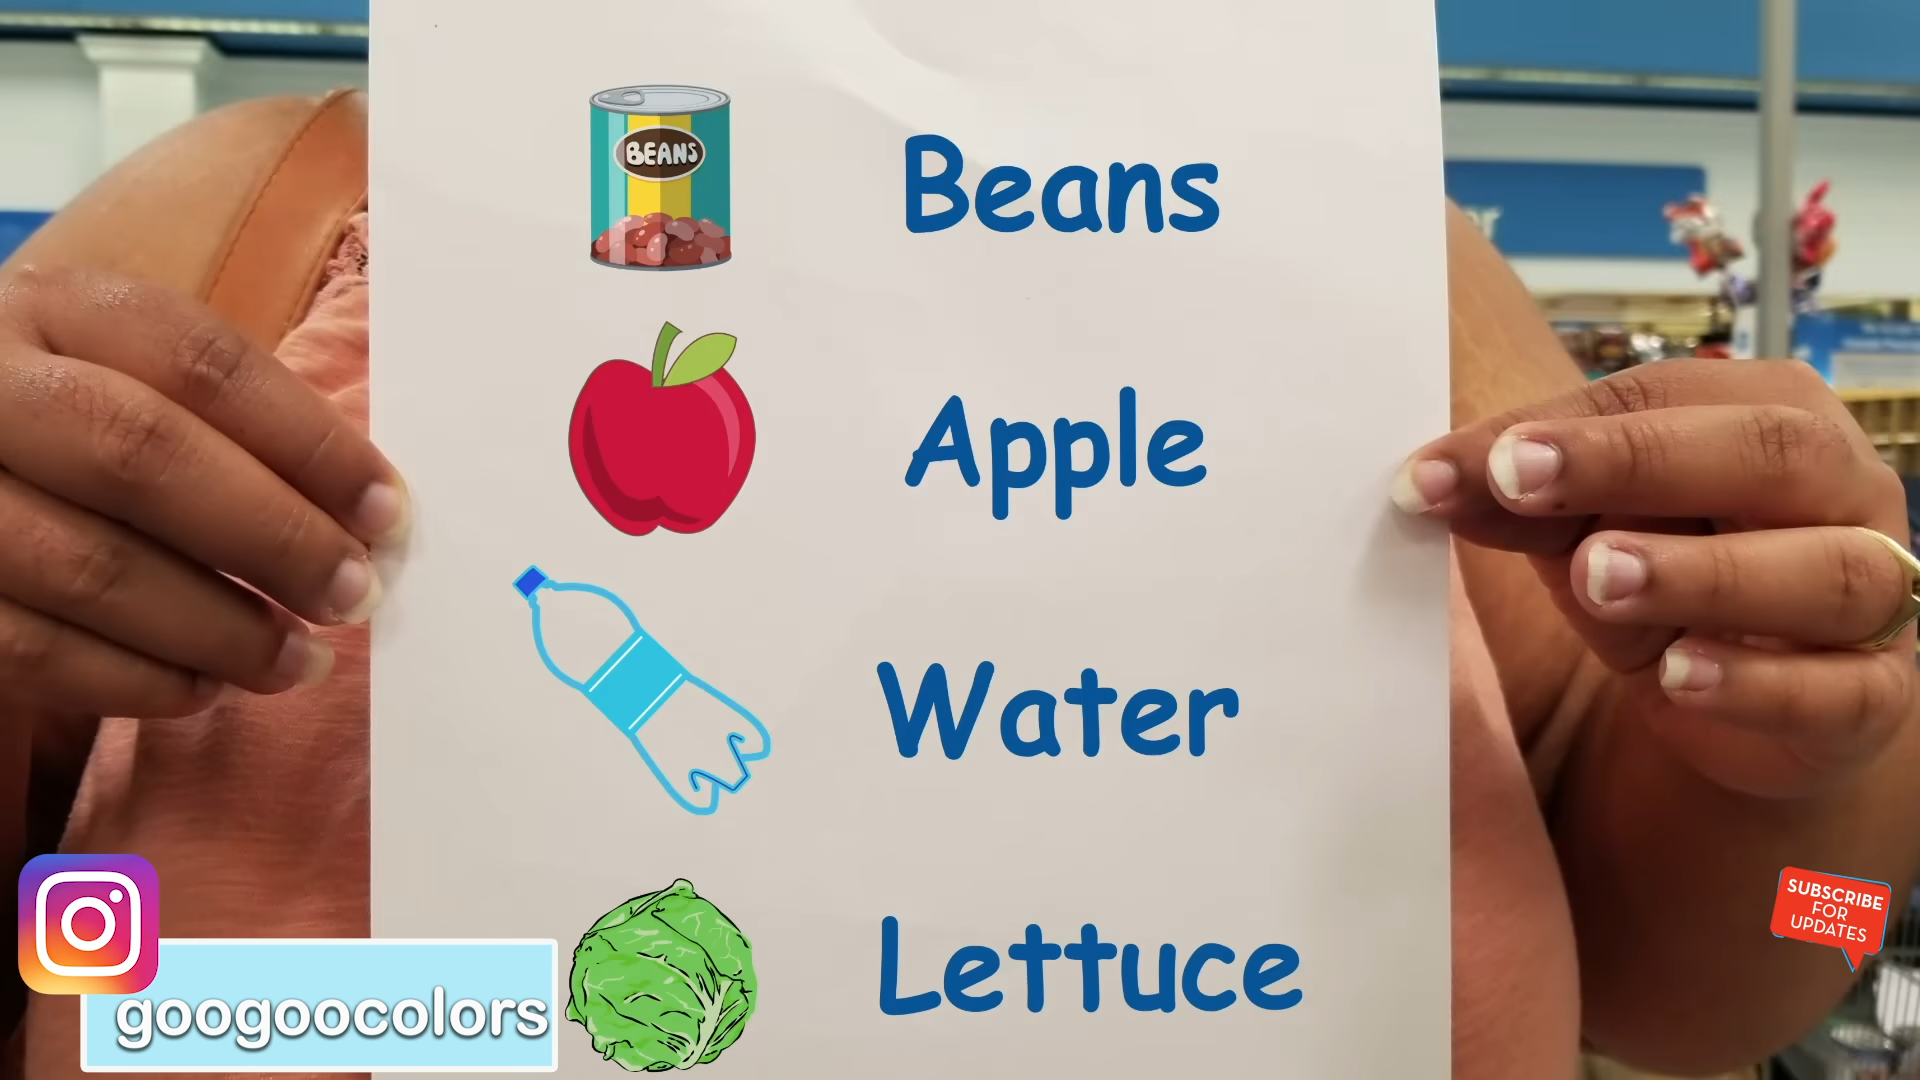 BEANS
Beans
Apple
Water
Lettuce
googoocolors
SUBSCRIBE
FOR
UPDATES